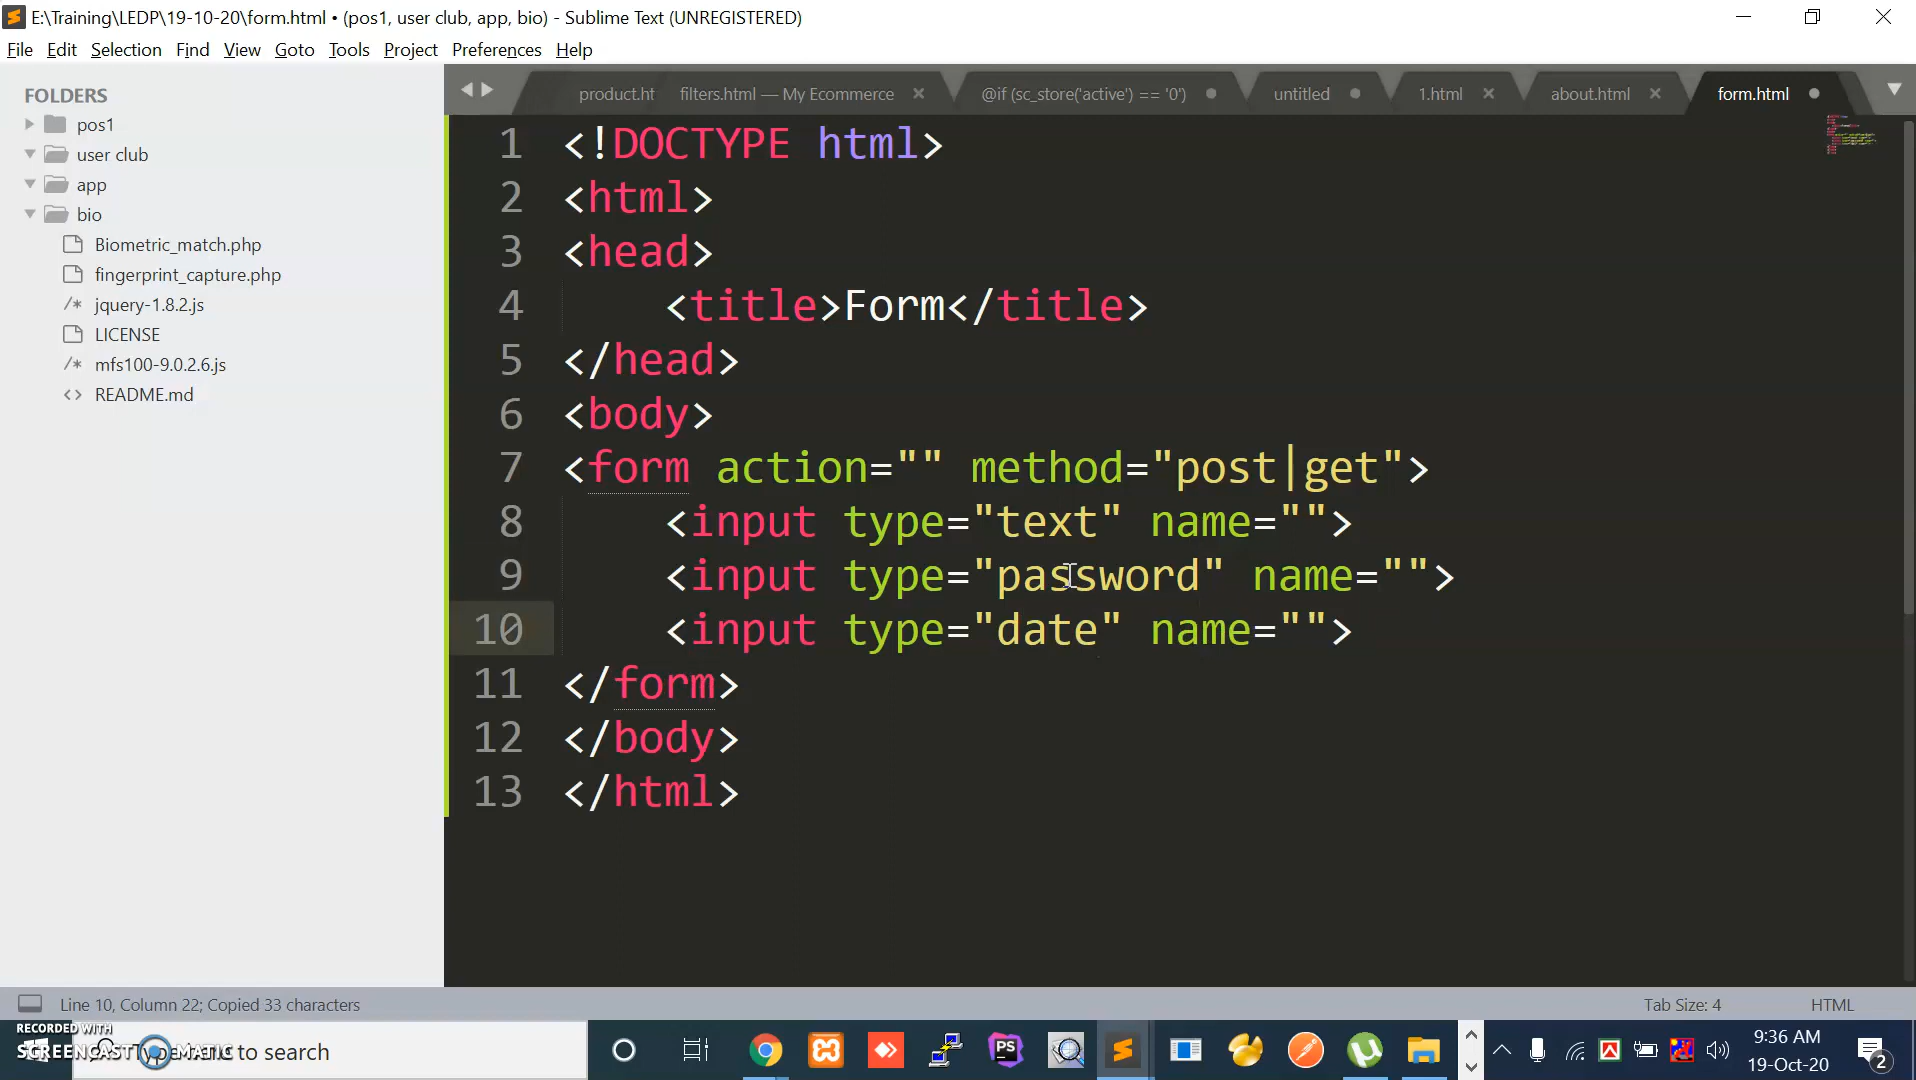 E:\Training\LEDP\19-10-20\form.html • (pos1, user club, app, bio) - Sublime Text (UNREGISTERED)
File Edit Selection Find View Goto Tools Project Preferences Help
FOLDERS
pos1
user club
app
bio
Biometric_match.php
fingerprint_capture.php
/* jquery-1.8.2.js
LICENSE
/* mfs100-9.0.2.6.js
<> README.md
product.ht filters.html — My Ecommerce @if (sc_store('active') == '0') untitled 1.html about.html form.html
1 <!DOCTYPE html>
2 <html>
3 <head>
4 <title>Form</title>
5 </head>
6 <body>
7 <form action="" method="post|get">
8 <input type="text" name="">
9 <input type="password" name="">
10 <input type="date" name="">
11 </form>
12 </body>
13 </html>
Line 10, Column 22; Copied 33 characters
Tab Size: 4 HTML
RECORDED WITH
SCREENCAST MATIC
Type here to search
PS
9:36 AM
19-Oct-20
2